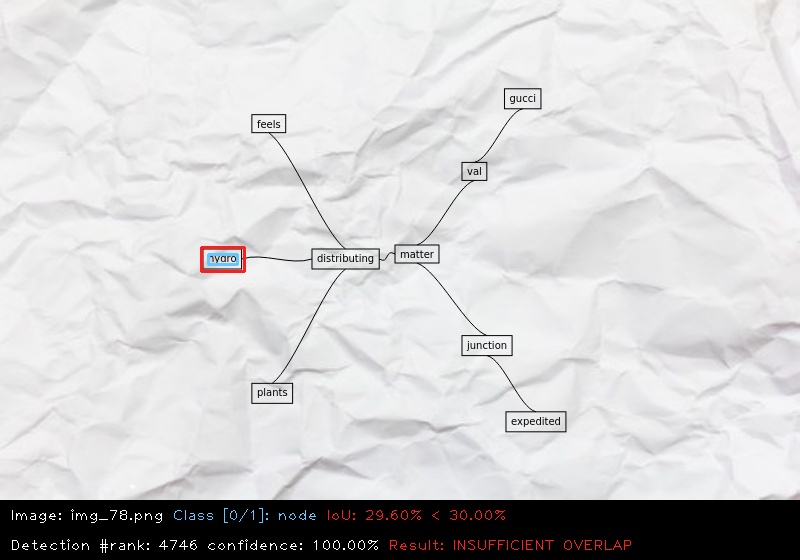 gucci
feels
val
matter
hydro
distributing
junction
plants
expedited
Image: img_78.png Class [0/1]: node IoU: 29.60% < 30.00%
Detection #rank: 4746 confidence: 100.00% Result: INSUFFICIENT OVERLAP